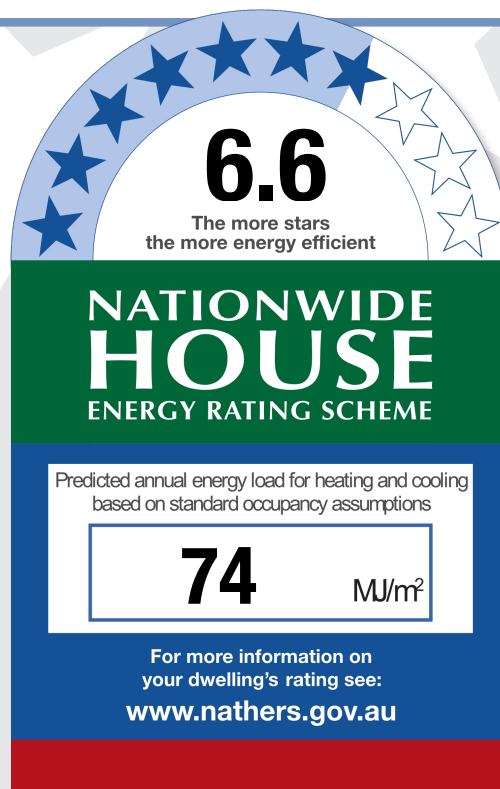 6.6
The more stars
the more energy efficient
NATIONWIDE
HOUSE
ENERGY RATING SCHEME
Predicted annual energy load for heating and cooling
based on standard occupancy assumptions
74 MJ/m²
For more information on
your dwelling's rating see:
www.nathers.gov.au